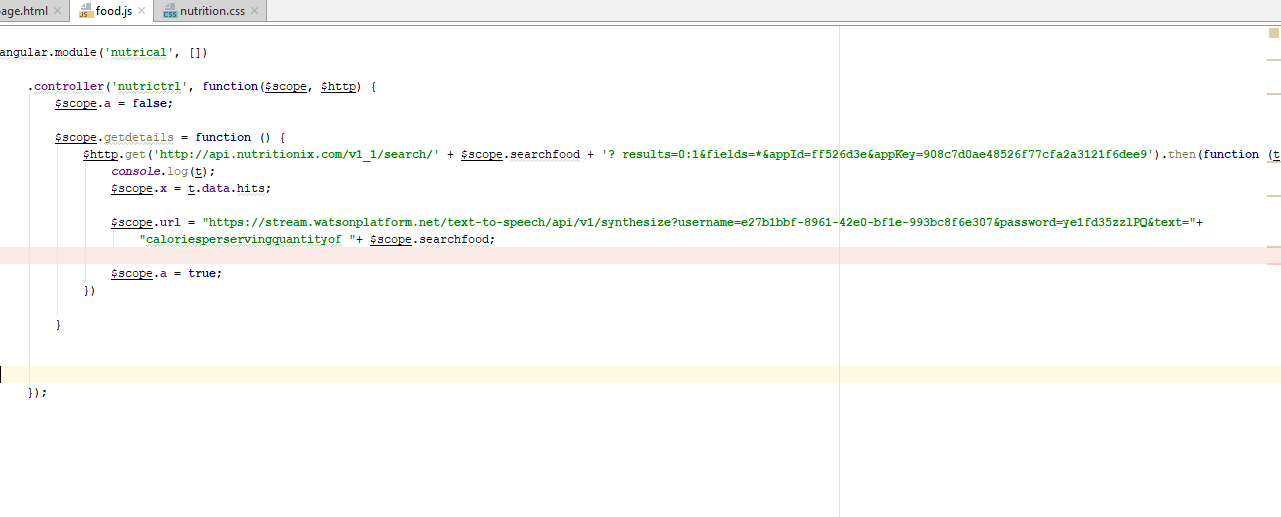 page.html food.js nutrition.css
angular.module('nutrical', [])
.controller('nutrictrl', function($scope, $http) {
$scope.a = false;
$scope.getdetails = function () {
$http.get('http://api.nutritionix.com/v1_1/search/' + $scope.searchfood + '? results=0:1&fields=*&appId=ff526d3e&appKey=908c7d0ae48526f77cfa2a3121f6dee9').then(function (t
console.log(t);
$scope.x = t.data.hits;
$scope.url = "https://stream.watsonplatform.net/text-to-speech/api/v1/synthesize?username=e27b1bbf-8961-42e0-bf1e-993bc8f6e307&password=ye1fd35zzlPQ&text="+
"caloriesperservingquantityof "+ $scope.searchfood;
$scope.a = true;
})
}
});